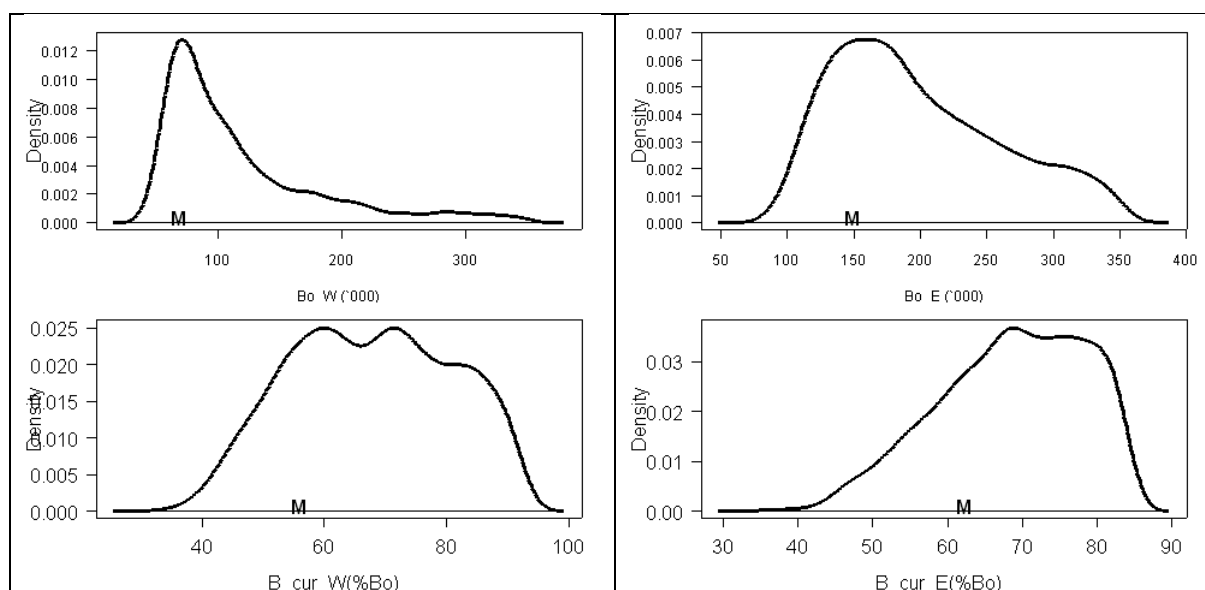 Density
0.012
0.010
0.008
0.006
0.004
0.002
0.000
M
100 200 300
Bo W (`000)
Density
0.007
0.006
0.005
0.004
0.003
0.002
0.001
0.000
M
50 100 150 200 250 300 350 400
Bo E (`000)
Density
0.025
0.020
0.015
0.010
0.005
0.000
M
40 60 80 100
B cur W(%Bo)
Density
0.03
0.02
0.01
0.00
M
30 40 50 60 70 80 90
B cur E(%Bo)